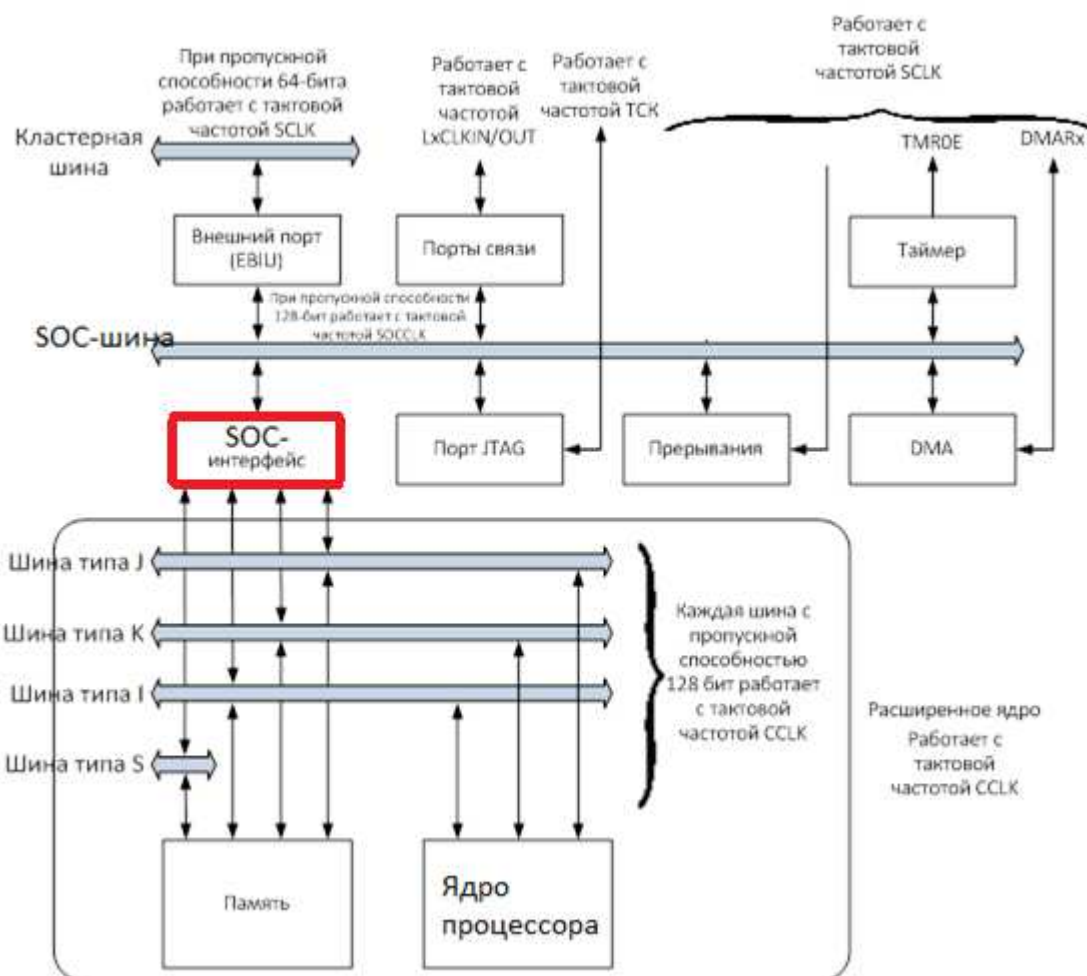 При пропускной
способности 64-бита
работает с тактовой
частотой SCLK
Работает с
тактовой
частотой
LxCLKIN/OUT
Работает с
тактовой
частотой TCK
Работает с
тактовой
частотой SCLK
Кластерная
шина
TMR0E
DMARx
Внешний порт
(EBIU)
Порты связи
Таймер
При пропускной способности
128-бит работает с тактовой
частотой SOCCLK
SOC-шина
SOC-
интерфейс
Порт JTAG
Прерывания
DMA
Шина типа J
Шина типа K
Шина типа I
Шина типа S
Каждая шина с
пропускной
способностью
128 бит работает
с тактовой
частотой CCLK
Расширенное ядро
Работает с
тактовой
частотой CCLK
Память
Ядро
процессора